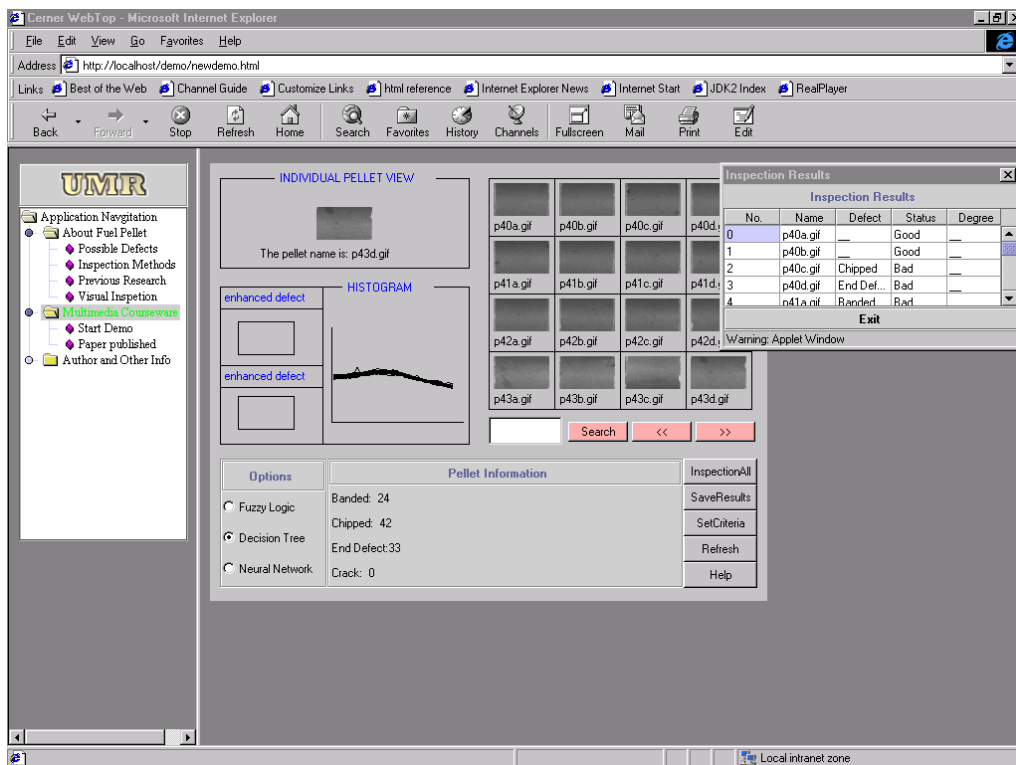 Cerner WebTop - Microsoft Internet Explorer
File Edit View Go Favorites Help
Address http://localhost/demo/newdemo.html
Links Best of the Web Channel Guide Customize Links html reference Internet Explorer News Internet Start JDK2 Index RealPlayer
Back Forward Stop Refresh Home Search Favorites History Channels Fullscreen Mail Print Edit
UMR
Application Navgitation
About Fuel Pellet
Possible Defects
Inspection Methods
Previous Research
Visual Inspetion
Multimedia Courseware
Start Demo
Paper published
Author and Other Info
INDIVIDUAL PELLET VIEW
The pellet name is: p43d.gif
HISTOGRAM
enhanced defect
enhanced defect
p40a.gif p40b.gif p40c.gif p40d.
p41a.gif p41b.gif p41c.gif p41d.
p42a.gif p42b.gif p42c.gif p42d.
p43a.gif p43b.gif p43c.gif p43d.gif
Search << >>
Inspection Results
Inspection Results
No. Name Defect Status Degree
0 p40a.gif __ Good __
1 p40b.gif __ Good __
2 p40c.gif Chipped Bad __
3 p40d.gif End Def... Bad __
4 p41a.gif Banded Bad
Exit
Warning: Applet Window
Options
Fuzzy Logic
Decision Tree
Neural Network
Pellet Information
Banded: 24
Chipped: 42
End Defect:33
Crack: 0
InspectionAll
SaveResults
SetCriteria
Refresh
Help
Local intranet zone